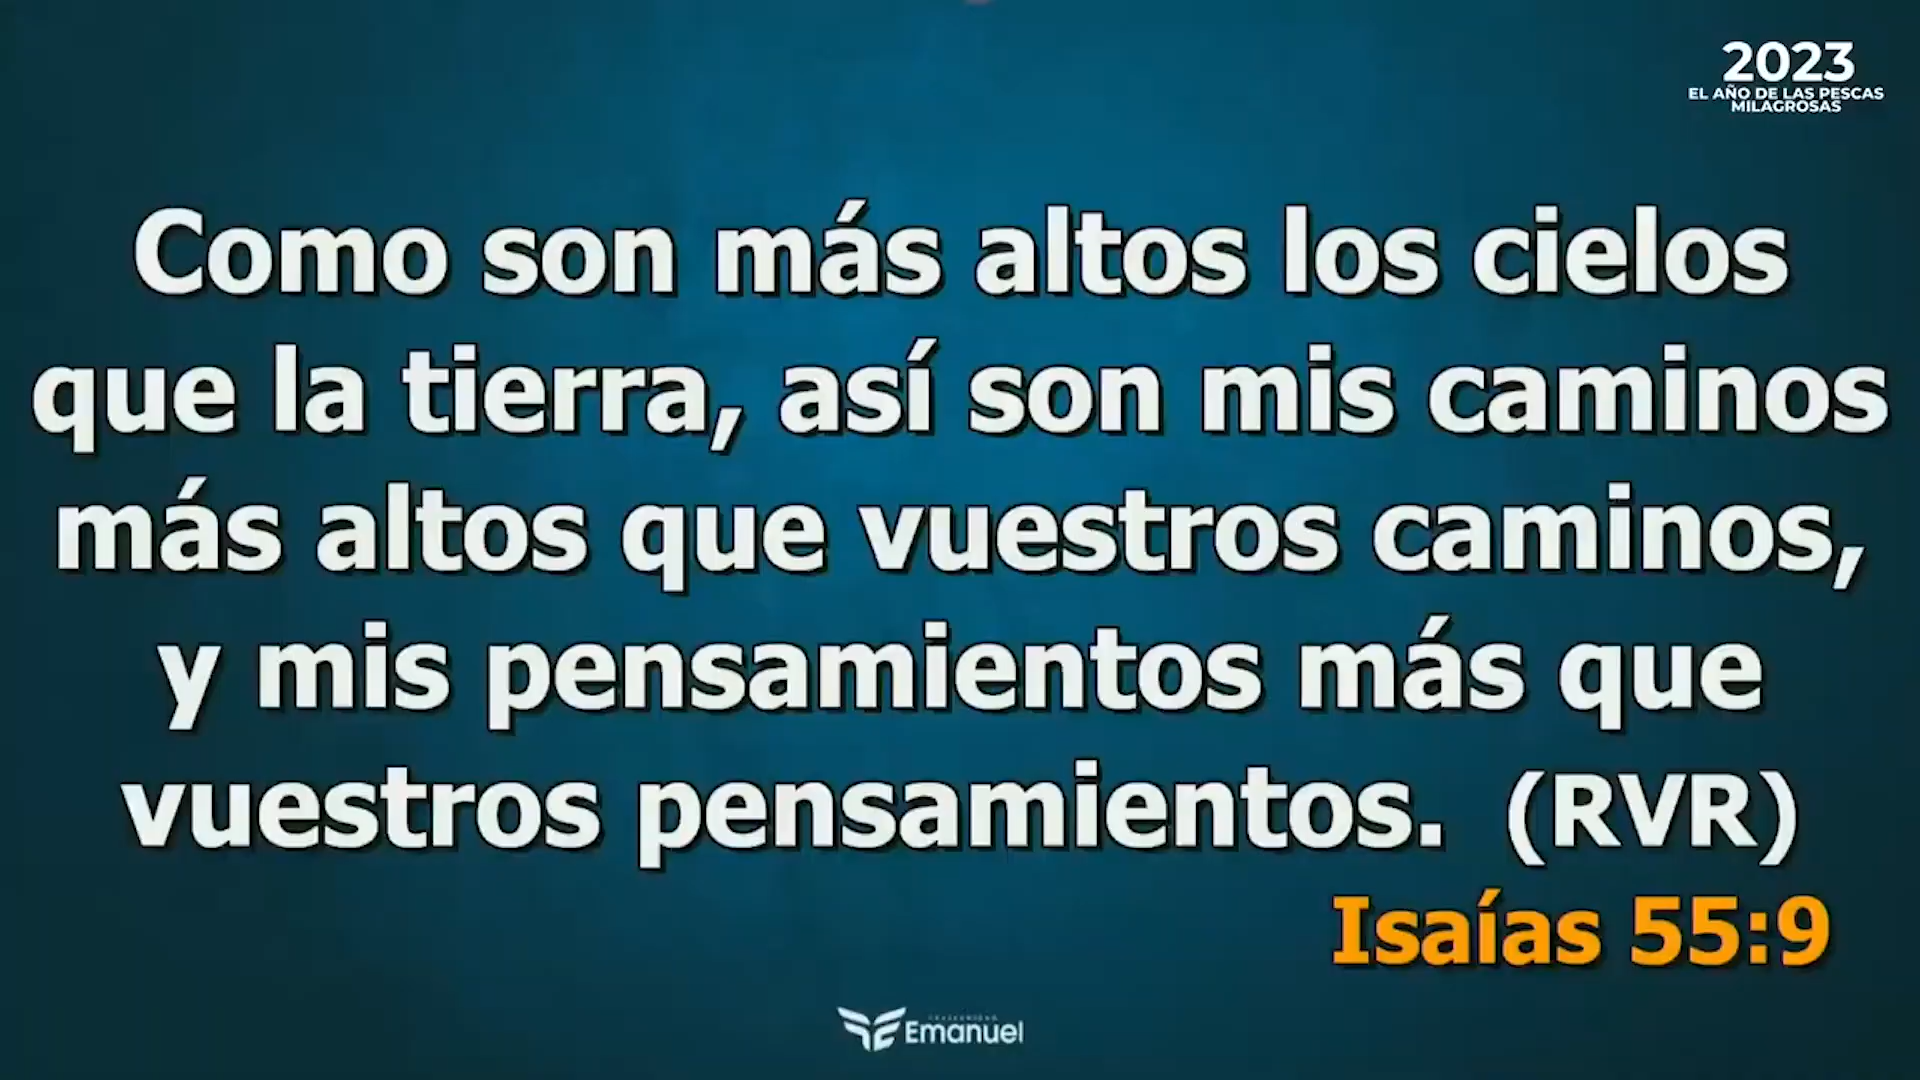 2023
EL AÑO DE LAS PESCAS
MILAGROSAS
Como son más altos los cielos
que la tierra, así son mis caminos
más altos que vuestros caminos,
y mis pensamientos más que
vuestros pensamientos. (RVR)
Isaías 55:9
Emanuel